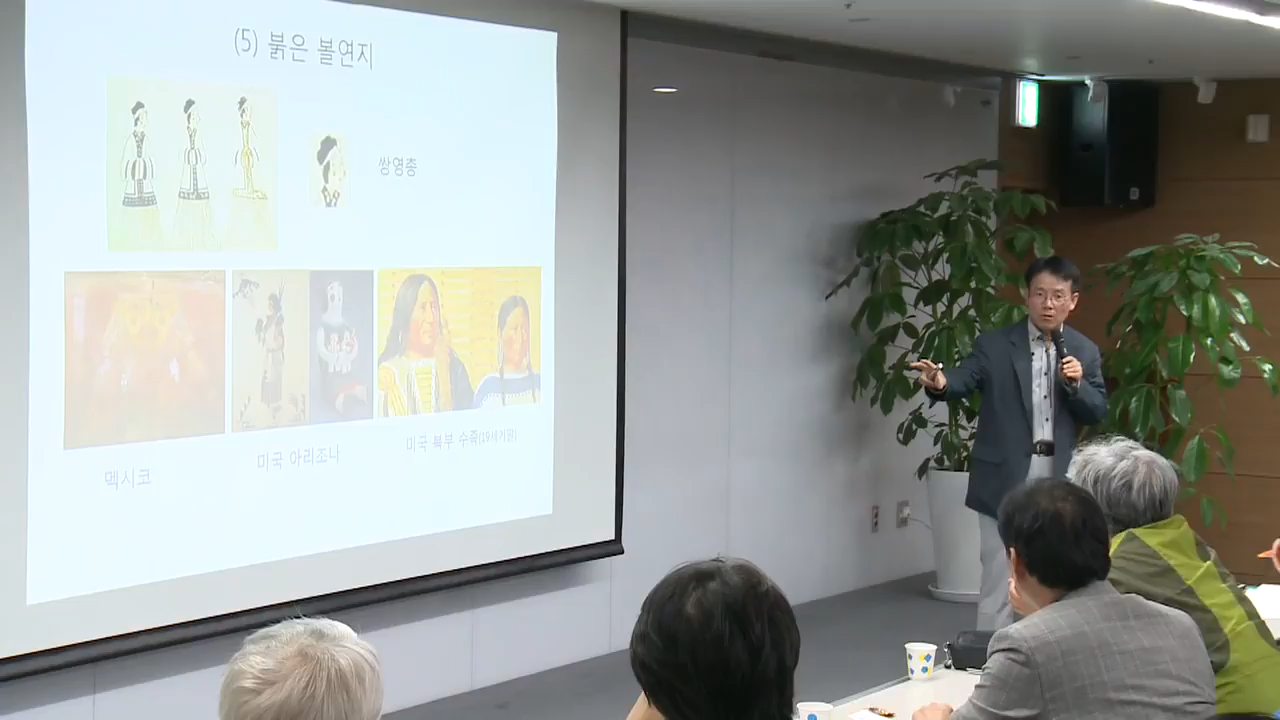 (5) 붉은 볼연지
쌍영총
멕시코
미국 아리조나
미국 북부 수족(19세기말)